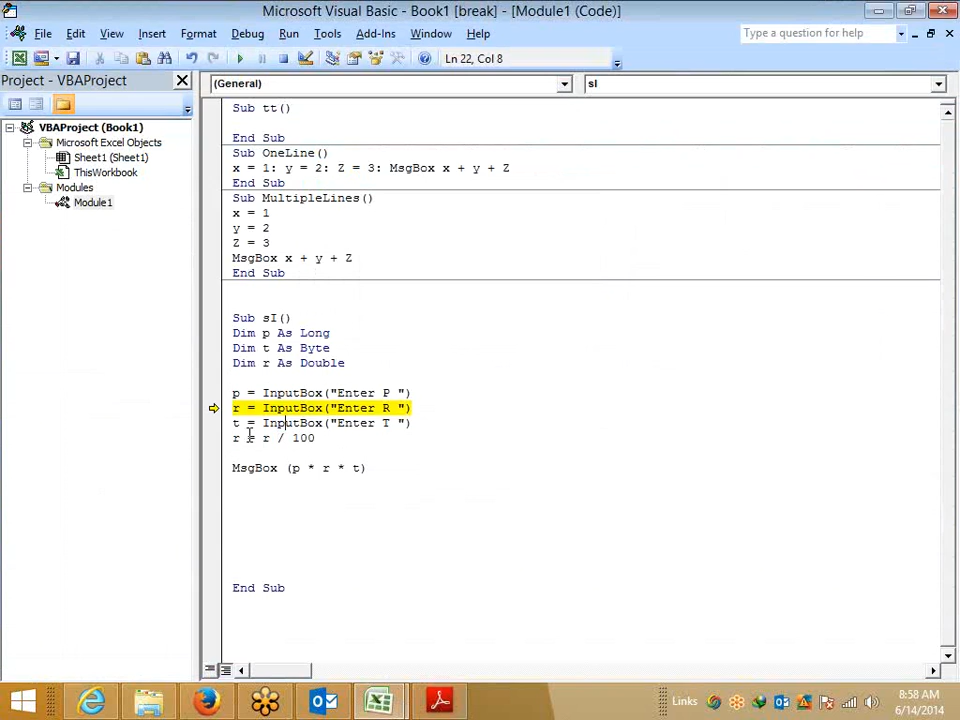 Microsoft Visual Basic - Book1 [break] - [Module1 (Code)]
File Edit View Insert Format Debug Run Tools Add-Ins Window Help
Type a question for help
Ln 22, Col 8
Project - VBAProject
(General)
sI
VBAProject (Book1)
Microsoft Excel Objects
Sheet1 (Sheet1)
ThisWorkbook
Modules
Module1
Sub tt()
End Sub
Sub OneLine()
x = 1: y = 2: Z = 3: MsgBox x + y + Z
End Sub
Sub MultipleLines()
x = 1
y = 2
Z = 3
MsgBox x + y + Z
End Sub
Sub sI()
Dim p As Long
Dim t As Byte
Dim r As Double
p = InputBox("Enter P ")
r = InputBox("Enter R ")
t = InputBox("Enter T ")
r = r / 100
MsgBox (p * r * t)
End Sub
Links
8:58 AM
6/14/2014